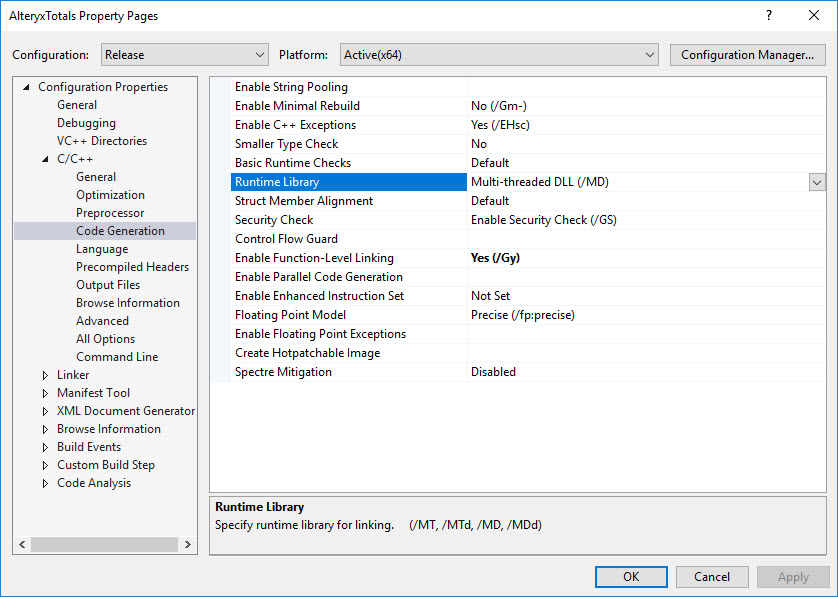 AlteryxTotals Property Pages
?
Configuration: Release Platform: Active(x64) Configuration Manager...
Configuration Properties
General
Debugging
VC++ Directories
C/C++
General
Optimization
Preprocessor
Code Generation
Language
Precompiled Headers
Output Files
Browse Information
Advanced
All Options
Command Line
Linker
Manifest Tool
XML Document Generator
Browse Information
Build Events
Custom Build Step
Code Analysis
Enable String Pooling
Enable Minimal Rebuild No (/Gm-)
Enable C++ Exceptions Yes (/EHsc)
Smaller Type Check No
Basic Runtime Checks Default
Runtime Library Multi-threaded DLL (/MD)
Struct Member Alignment Default
Security Check Enable Security Check (/GS)
Control Flow Guard
Enable Function-Level Linking Yes (/Gy)
Enable Parallel Code Generation
Enable Enhanced Instruction Set Not Set
Floating Point Model Precise (/fp:precise)
Enable Floating Point Exceptions
Create Hotpatchable Image
Spectre Mitigation Disabled
Runtime Library
Specify runtime library for linking. (/MT, /MTd, /MD, /MDd)
OK Cancel Apply